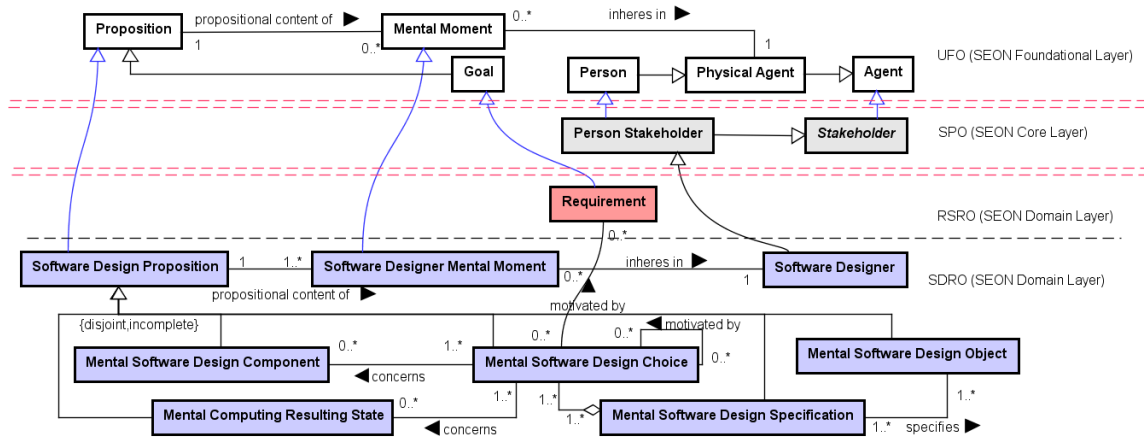 Proposition
propositional content of
1
0..*
Mental Moment
0..*
inheres in
1
Goal
Person
Physical Agent
Agent
UFO (SEON Foundational Layer)
Person Stakeholder
Stakeholder
SPO (SEON Core Layer)
Requirement
0..*
RSRO (SEON Domain Layer)
Software Design Proposition
1
1..*
propositional content of
Software Designer Mental Moment
0..*
inheres in
1
Software Designer
SDRO (SEON Domain Layer)
motivated by
{disjoint,incomplete}
0..*
motivated by
0..*
0..*
Mental Software Design Component
0..*
concerns
1..*
Mental Software Design Choice
Mental Software Design Object
Mental Computing Resulting State
0..*
concerns
1..*
1..*
1..*
Mental Software Design Specification
1..*
1..*
specifies